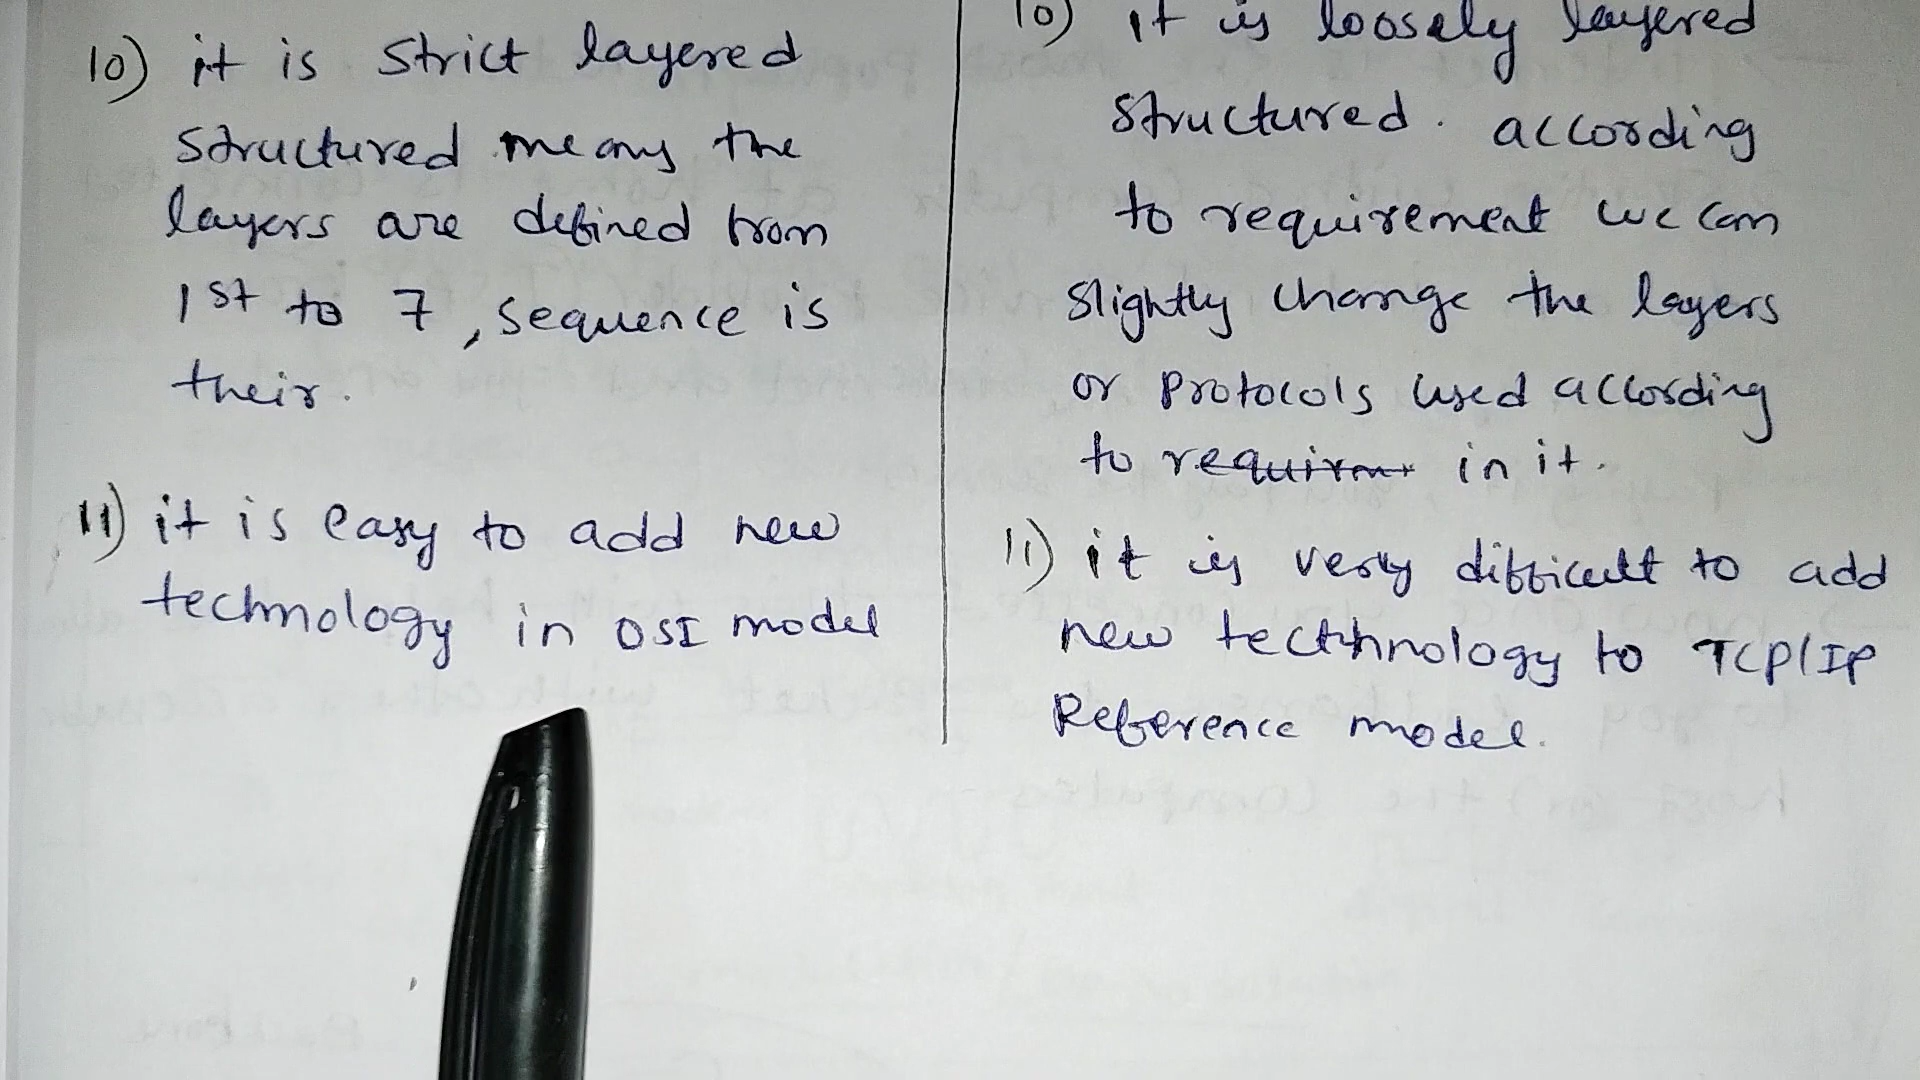 10) it is strict layered
structured means the
layers are defined from
1st to 7, sequence is
their.
11) it is easy to add new
technology in OSI model
10) it is loosely layered
structured. according
to requirement we can
slightly change the layers
or protocols used according
to requirmt in it.
11) it is very difficult to add
new technology to TCP/IP
Reference model.